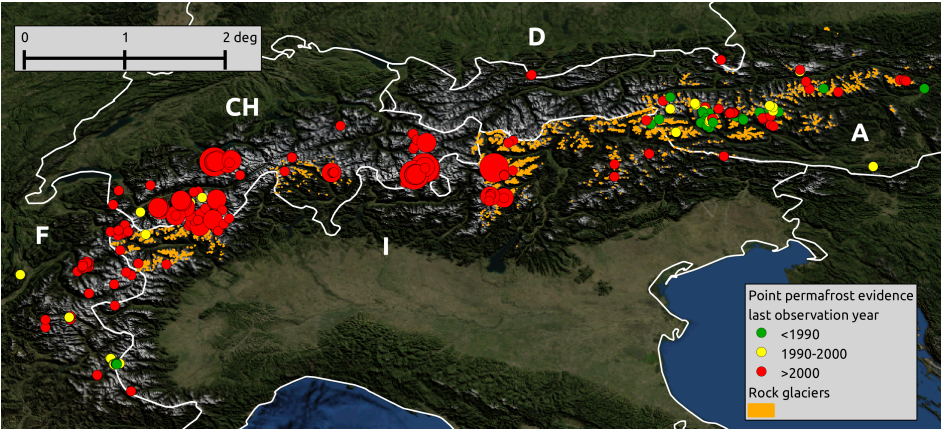 0 1 2 deg
D
CH
A
F
I
Point permafrost evidence
last observation year
<1990
1990-2000
>2000
Rock glaciers